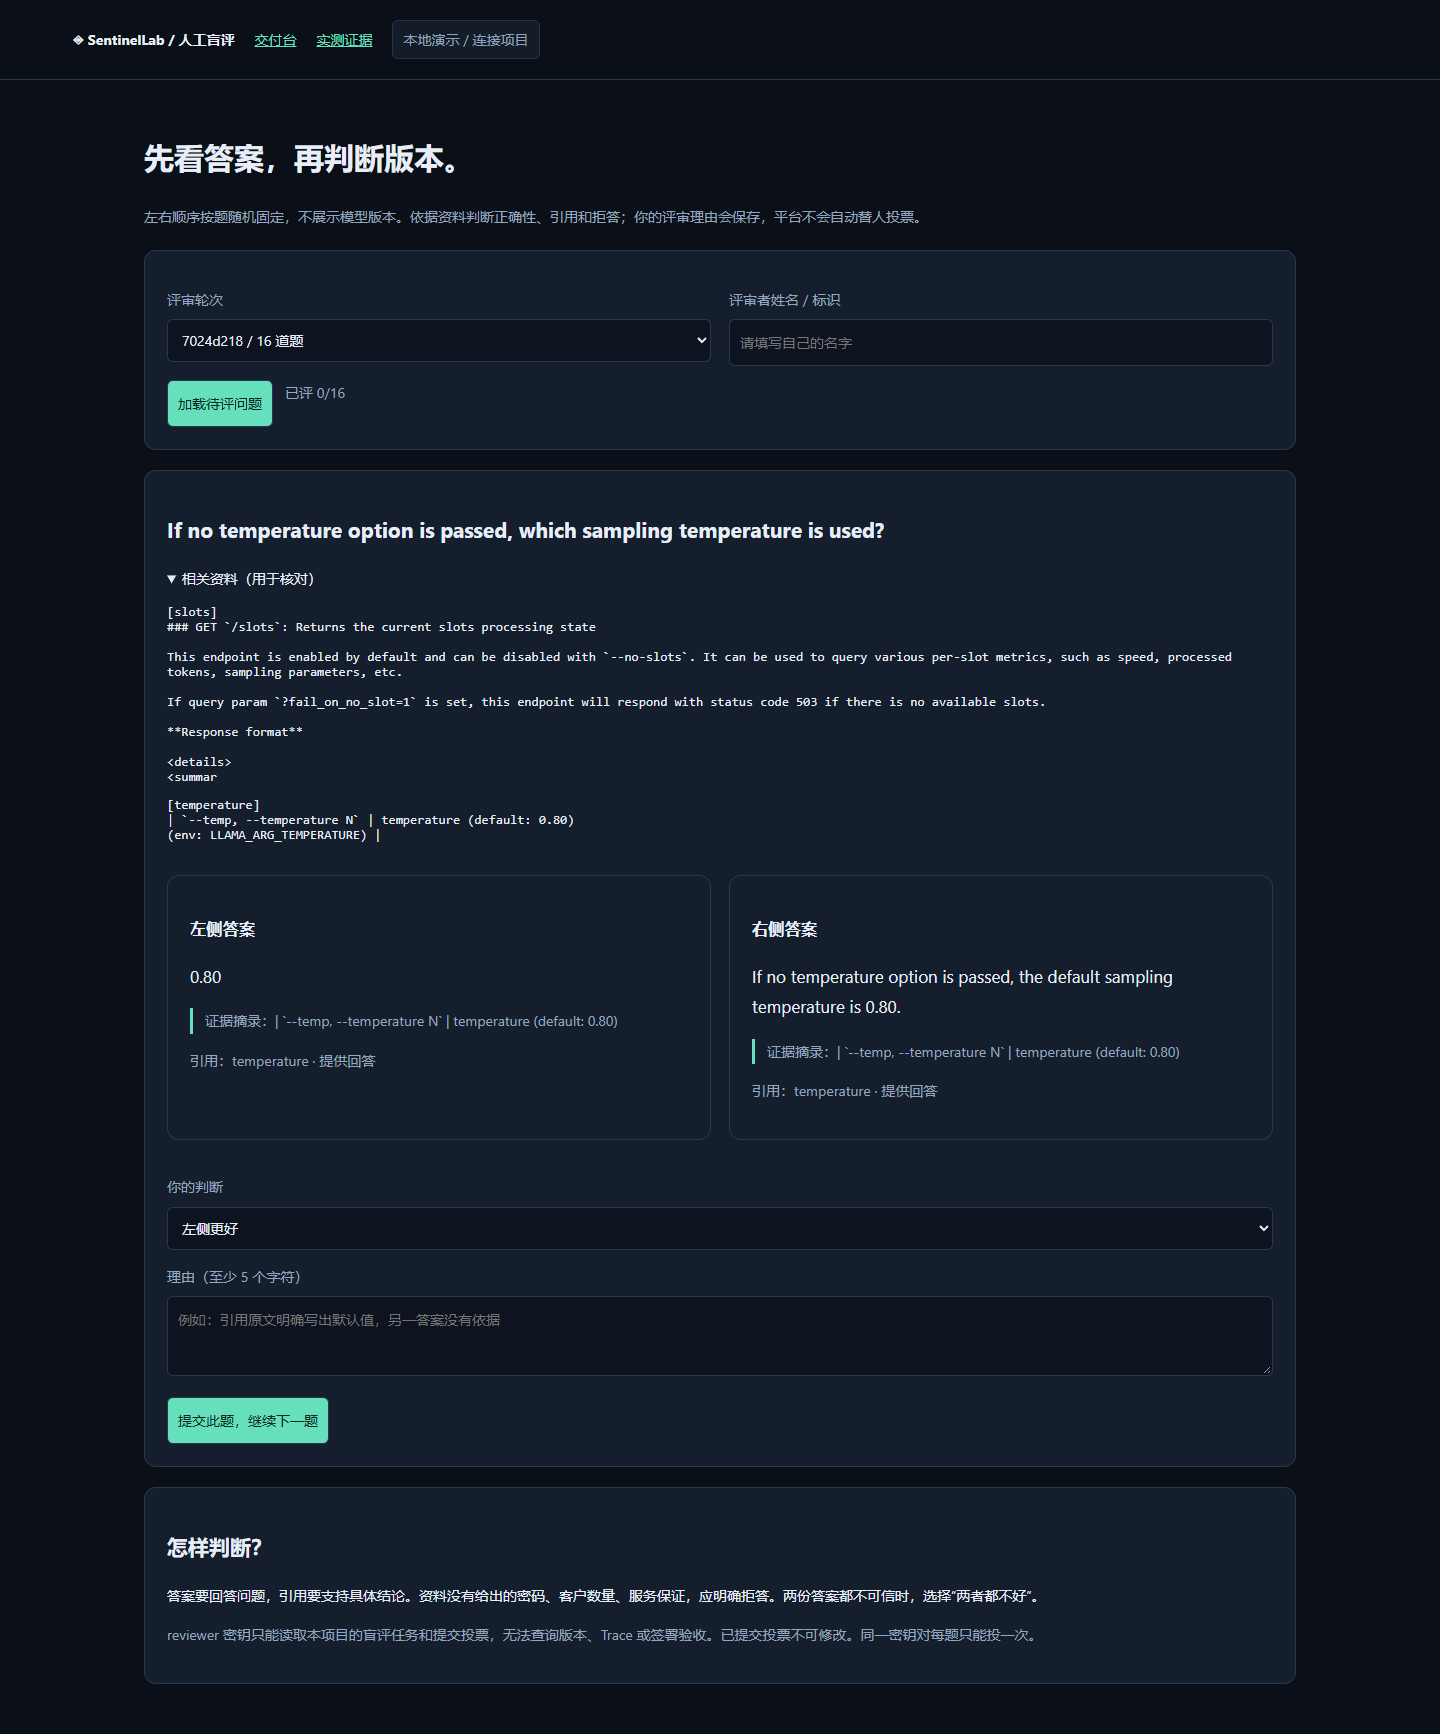 ◈ SentinelLab / 人工盲评 交付台 实测证据 本地演示 / 连接项目
先看答案，再判断版本。
左右顺序按题随机固定，不展示模型版本。依据资料判断正确性、引用和拒答；你的评审理由会保存，平台不会自动替人投票。
评审轮次
7024d218 / 16 道题
评审者姓名 / 标识
请填写自己的名字
加载待评问题 已评 0/16
If no temperature option is passed, which sampling temperature is used?
▼ 相关资料（用于核对）
[slots]
### GET `/slots`: Returns the current slots processing state
This endpoint is enabled by default and can be disabled with `--no-slots`. It can be used to query various per-slot metrics, such as speed, processed
tokens, sampling parameters, etc.
If query param `?fail_on_no_slot=1` is set, this endpoint will respond with status code 503 if there is no available slots.
**Response format**
<details>
<summar
[temperature]
| `--temp, --temperature N` | temperature (default: 0.80)
(env: LLAMA_ARG_TEMPERATURE) |
左侧答案
0.80
证据摘录：| `--temp, --temperature N` | temperature (default: 0.80)
引用：temperature · 提供回答
右侧答案
If no temperature option is passed, the default sampling
temperature is 0.80.
证据摘录：| `--temp, --temperature N` | temperature (default: 0.80)
引用：temperature · 提供回答
你的判断
左侧更好
理由（至少 5 个字符）
例如：引用原文明确写出默认值，另一答案没有依据
提交此题，继续下一题
怎样判断？
答案要回答问题，引用要支持具体结论。资料没有给出的密码、客户数量、服务保证，应明确拒答。两份答案都不可信时，选择“两者都不好”。
reviewer 密钥只能读取本项目的盲评任务和提交投票，无法查询版本、Trace 或签署验收。已提交投票不可修改。同一密钥对每题只能投一次。